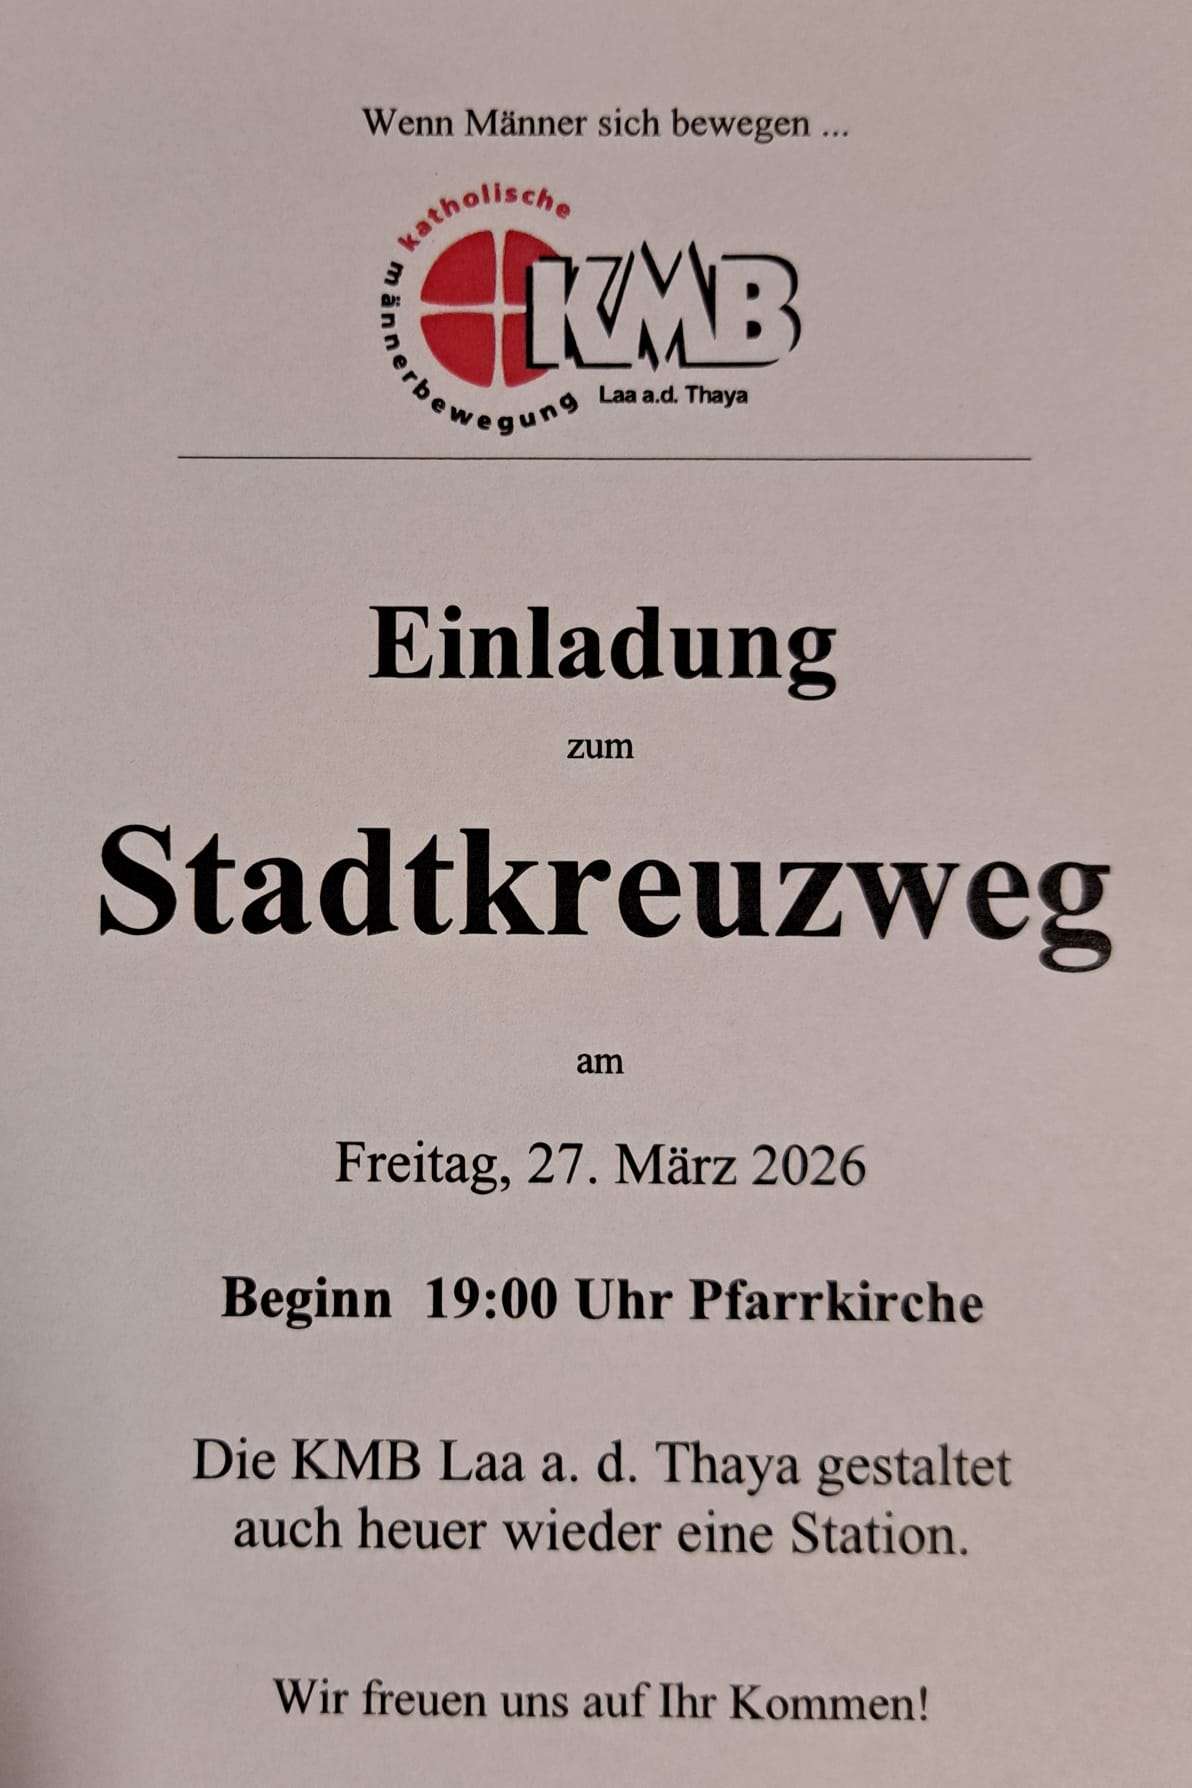 Wenn Männer sich bewegen ...
katholische
männerbewegung
KMB
Laa a.d. Thaya
Einladung
zum
Stadtkreuzweg
am
Freitag, 27. März 2026
Beginn 19:00 Uhr Pfarrkirche
Die KMB Laa a. d. Thaya gestaltet
auch heuer wieder eine Station.
Wir freuen uns auf Ihr Kommen!